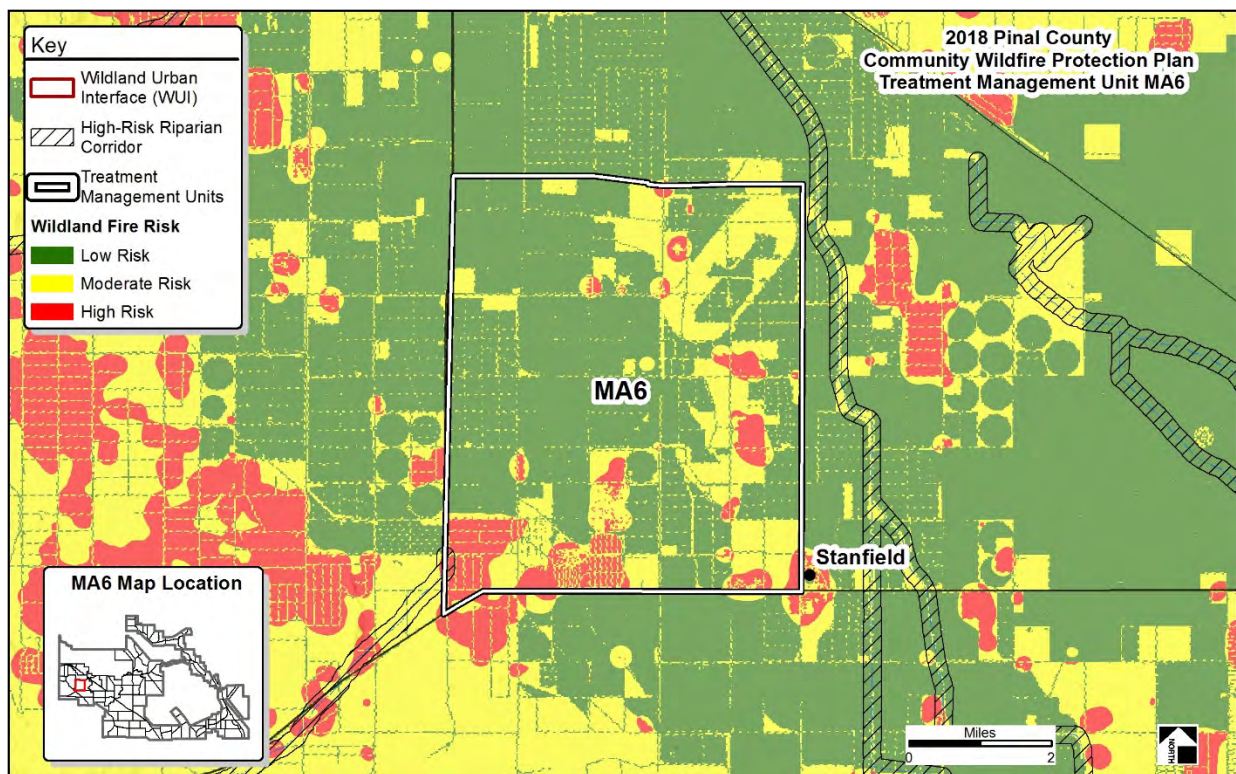 Key
Wildland Urban
Interface (WUI)
High-Risk Riparian
Corridor
Treatment
Management Units
Wildland Fire Risk
Low Risk
Moderate Risk
High Risk
2018 Pinal County
Community Wildfire Protection Plan
Treatment Management Unit MA6
MA6
Stanfield
MA6 Map Location
Miles
0 2
NORTH